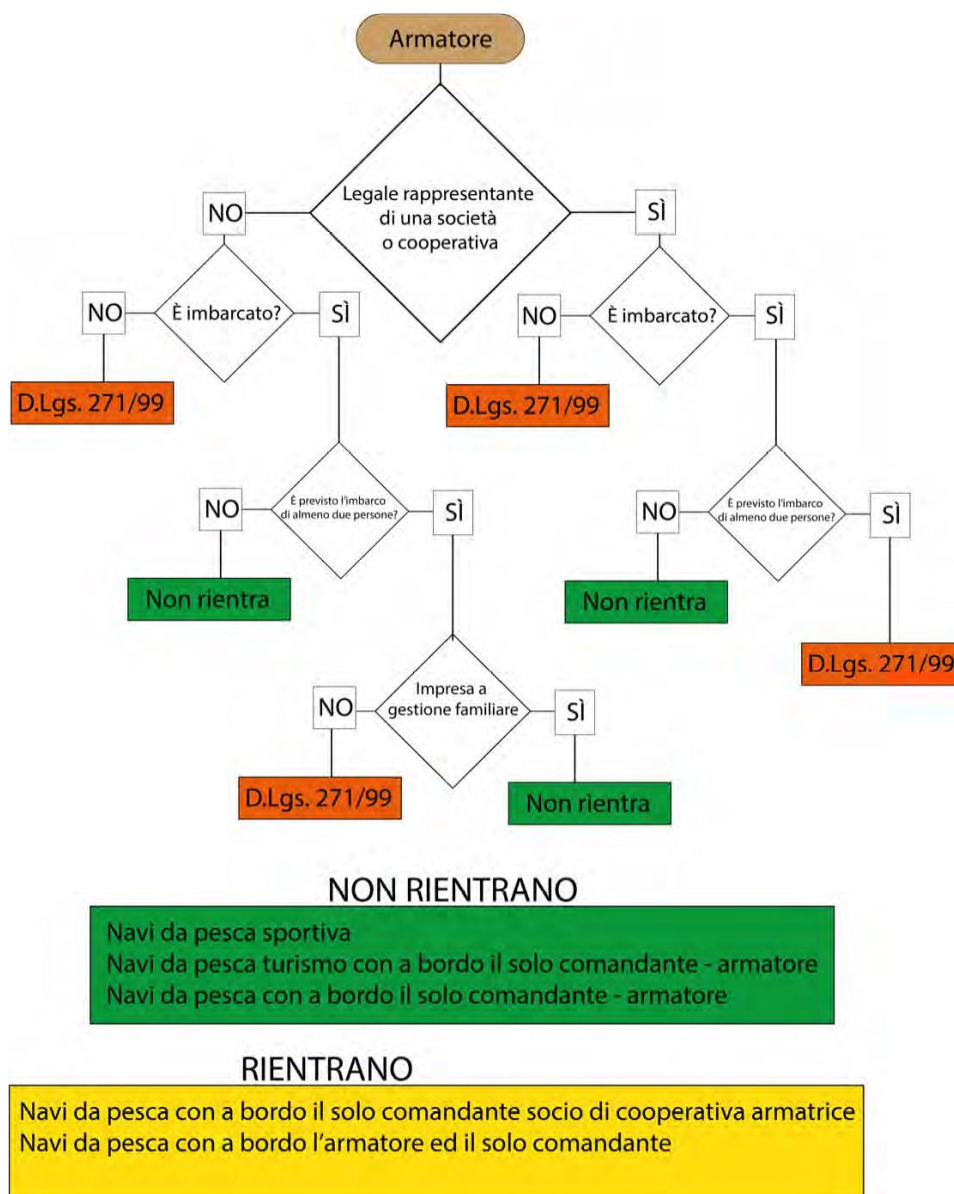 Armatore
Legale rappresentante
di una società
o cooperativa
NO
SÌ
NO
È imbarcato?
SÌ
NO
È imbarcato?
SÌ
D.Lgs. 271/99
D.Lgs. 271/99
NO
È previsto l'imbarco
di almeno due persone?
SÌ
NO
È previsto l'imbarco
di almeno due persone?
SÌ
Non rientra
Non rientra
D.Lgs. 271/99
NO
Impresa a
gestione familiare
SÌ
D.Lgs. 271/99
Non rientra
NON RIENTRANO
Navi da pesca sportiva
Navi da pesca turismo con a bordo il solo comandante - armatore
Navi da pesca con a bordo il solo comandante - armatore
RIENTRANO
Navi da pesca con a bordo il solo comandante socio di cooperativa armatrice
Navi da pesca con a bordo l'armatore ed il solo comandante